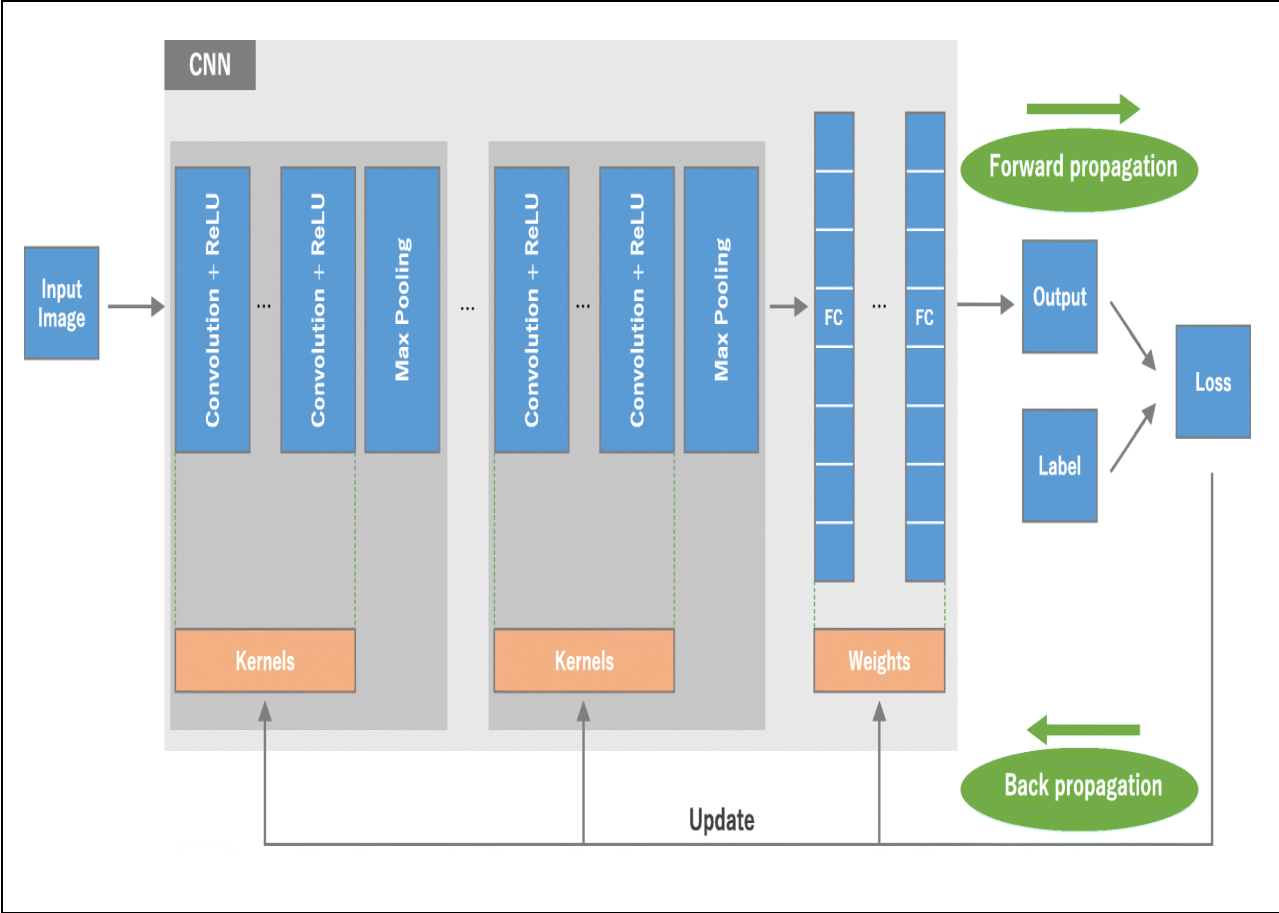 CNN
Forward propagation
Input
Image
Convolution + ReLU
...
Convolution + ReLU
Max Pooling
...
Convolution + ReLU
...
Convolution + ReLU
Max Pooling
FC
...
FC
Output
Label
Loss
Kernels
Kernels
Weights
Back propagation
Update